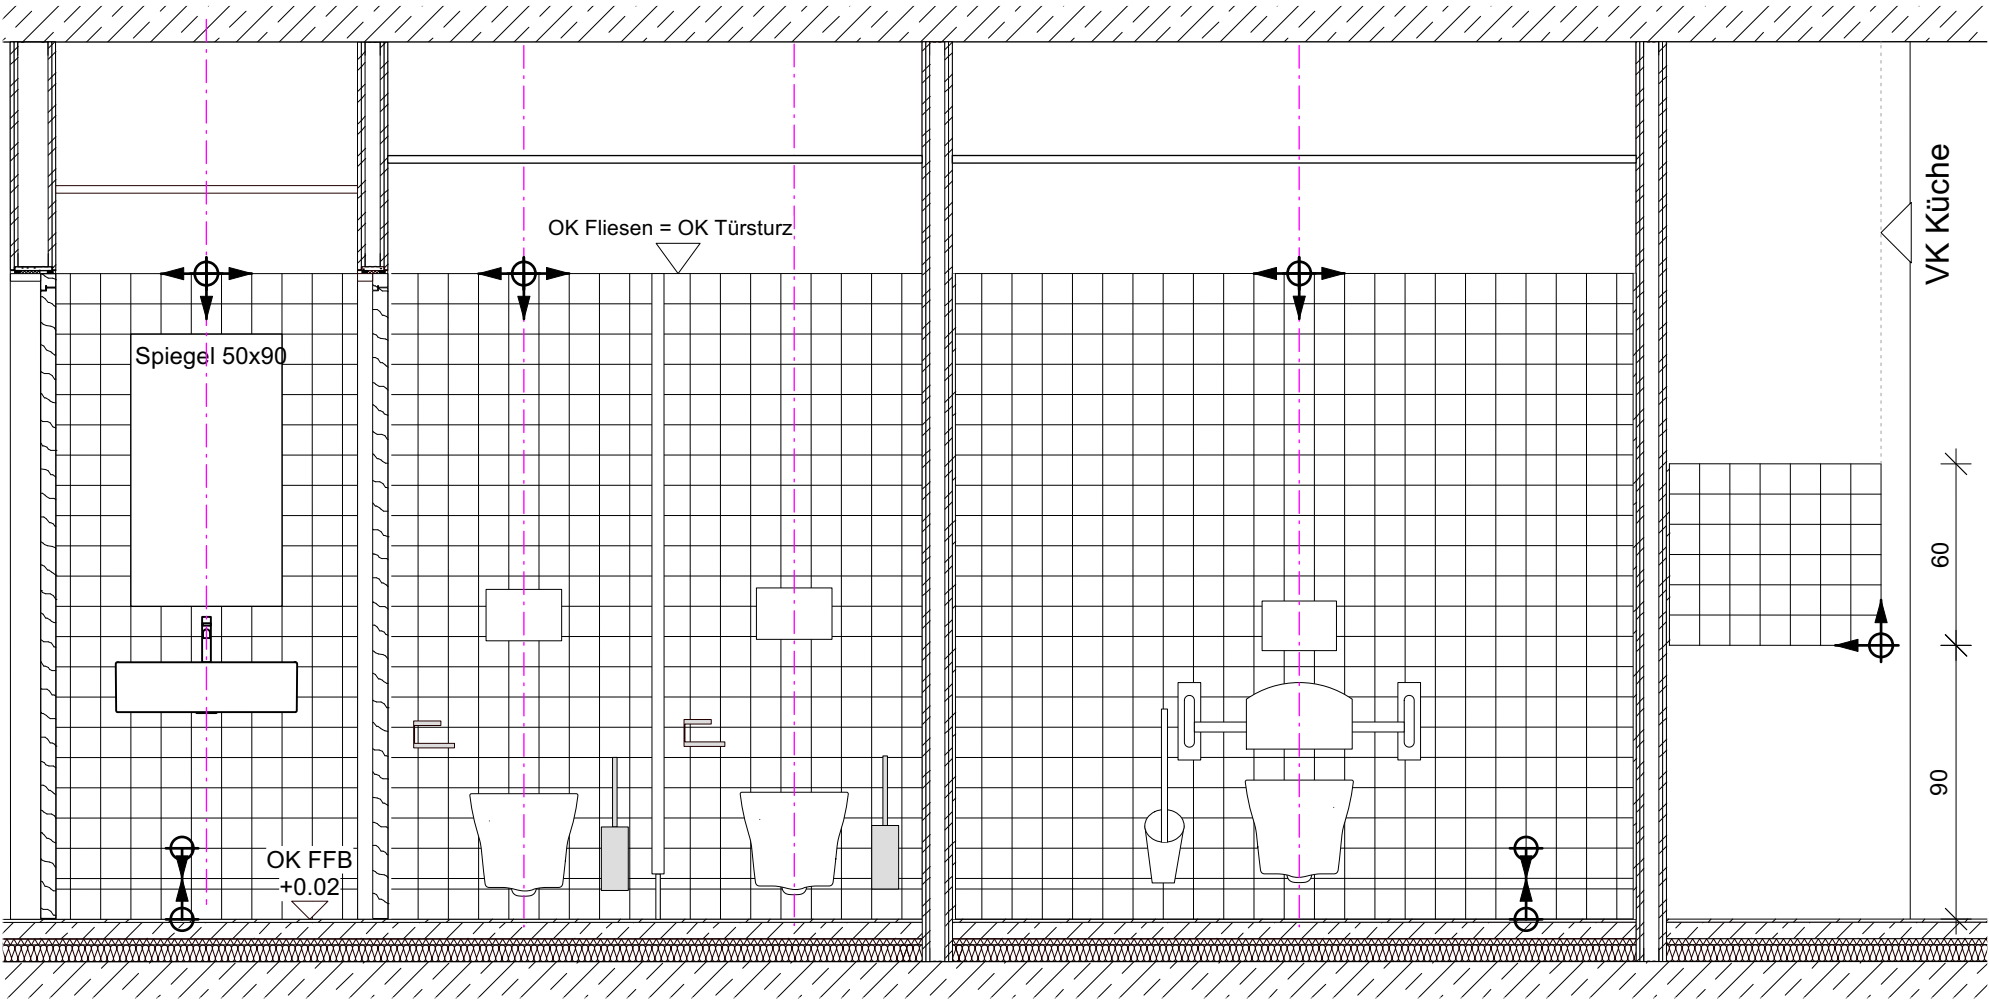 OK Fliesen = OK Türsturz
VK Küche
Spiegel 50x90
60
90
OK FFB
+0.02